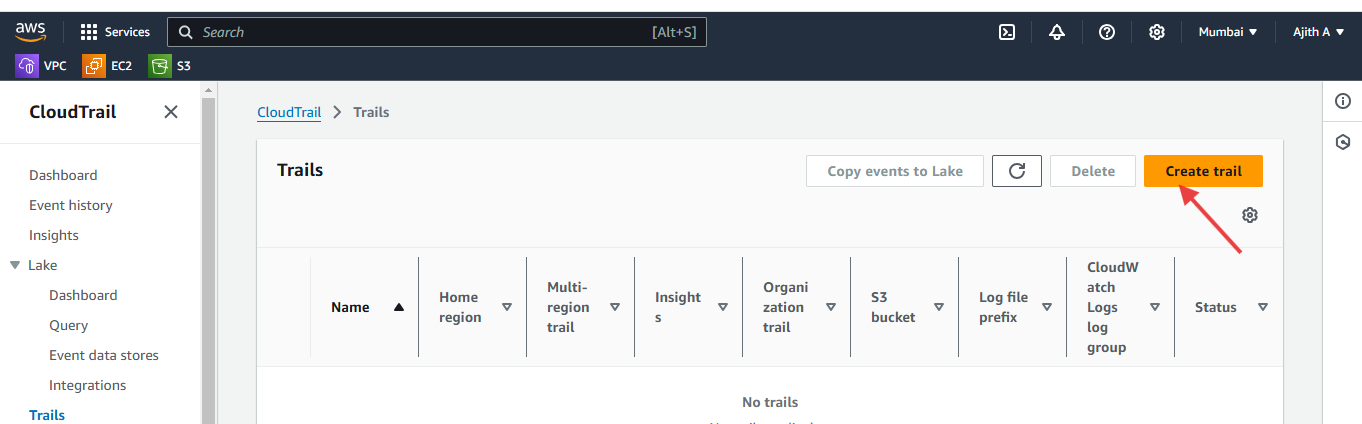 aws Services Search [Alt+S] Mumbai Ajith A
VPC EC2 S3
CloudTrail
Dashboard
Event history
Insights
Lake
Dashboard
Query
Event data stores
Integrations
Trails
CloudTrail Trails
Trails Copy events to Lake Delete Create trail
Name
Home
region
Multi-
region
trail
Insight
s
Organi
zation
trail
S3
bucket
Log file
prefix
CloudW
atch
Logs
log
group
Status
No trails